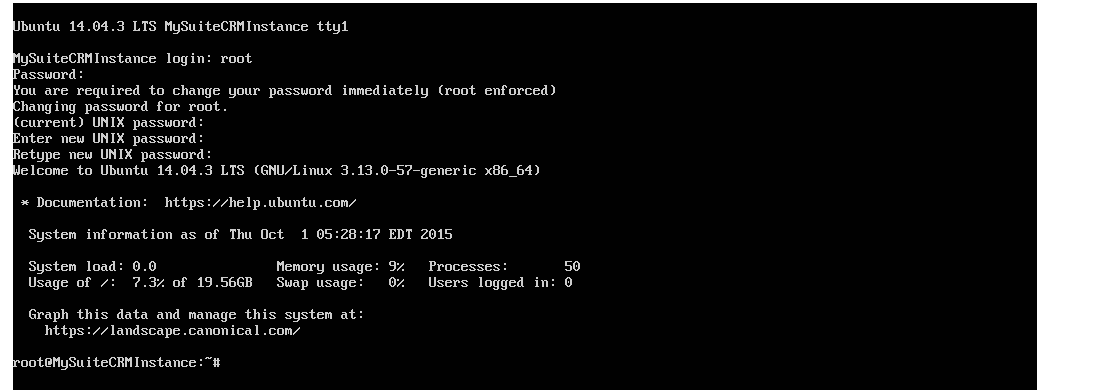 Ubuntu 14.04.3 LTS MySuiteCRMInstance tty1
MySuiteCRMInstance login: root
Password:
You are required to change your password immediately (root enforced)
Changing password for root.
(current) UNIX password:
Enter new UNIX password:
Retype new UNIX password:
Welcome to Ubuntu 14.04.3 LTS (GNU/Linux 3.13.0-57-generic x86_64)
* Documentation:  https://help.ubuntu.com/
System information as of Thu Oct  1 05:28:17 EDT 2015
System load: 0.0               Memory usage: 9%   Processes:       50
Usage of /:  7.3% of 19.56GB   Swap usage:   0%   Users logged in: 0
Graph this data and manage this system at:
https://landscape.canonical.com/
root@MySuiteCRMInstance:~#